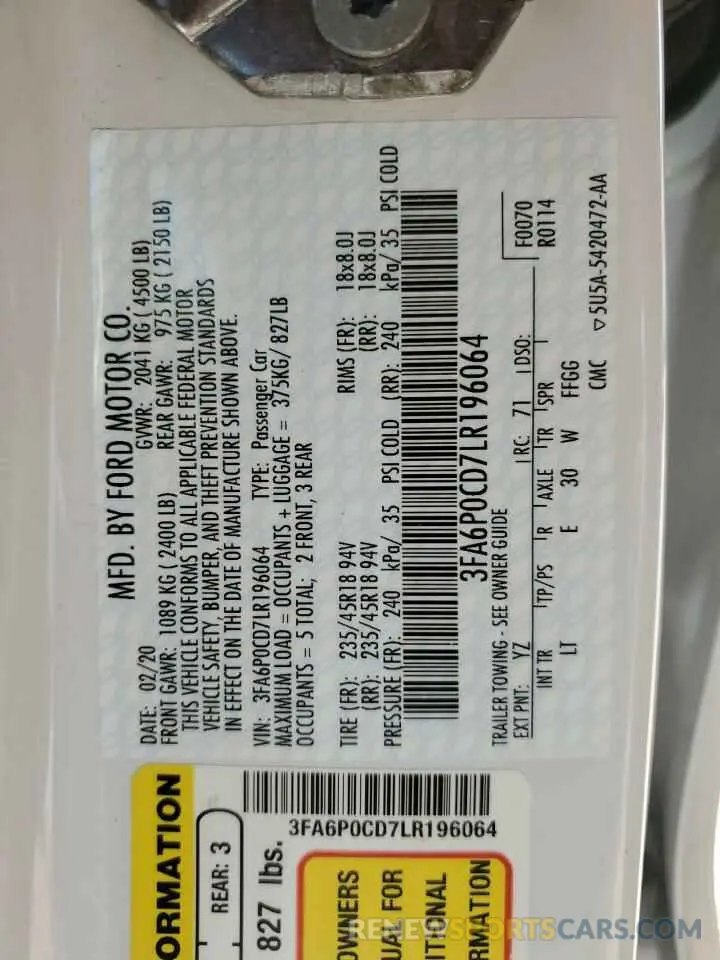 MFD. BY FORD MOTOR CO.
DATE: 02/20 GVWR: 2041 KG ( 4500 LB)
FRONT GAWR: 1089 KG ( 2400 LB) REAR GAWR: 975 KG ( 2150 LB)
THIS VEHICLE CONFORMS TO ALL APPLICABLE FEDERAL MOTOR
VEHICLE SAFETY, BUMPER, AND THEFT PREVENTION STANDARDS
IN EFFECT ON THE DATE OF MANUFACTURE SHOWN ABOVE.
VIN: 3FA6P0CD7LR196064 TYPE: Passenger Car
MAXIMUM LOAD = OCCUPANTS + LUGGAGE = 375KG/ 827LB
OCCUPANTS = 5 TOTAL; 2 FRONT, 3 REAR
TIRE (FR): 235/45R18 94V RIMS (FR): 18x8.0J
(RR): 235/45R18 94V (RR): 18x8.0J
PRESSURE (FR): 240 kPa/ 35 PSI COLD (RR): 240 kPa/ 35 PSI COLD
3FA6P0CD7LR196064
TRAILER TOWING - SEE OWNER GUIDE
EXT PNT: YZ RC: 71 DSO: F0070
R0114
INT TR TP/PS R AXLE TR SPR
LT E 30 W FFGG
CMC ▽5U5A-5420472-AA
ORMATION
REAR: 3
827 lbs.
3FA6P0CD7LR196064
OWNERS
UAL FOR
ITIONAL
RMATION
RENEWSPORTSCARS.COM